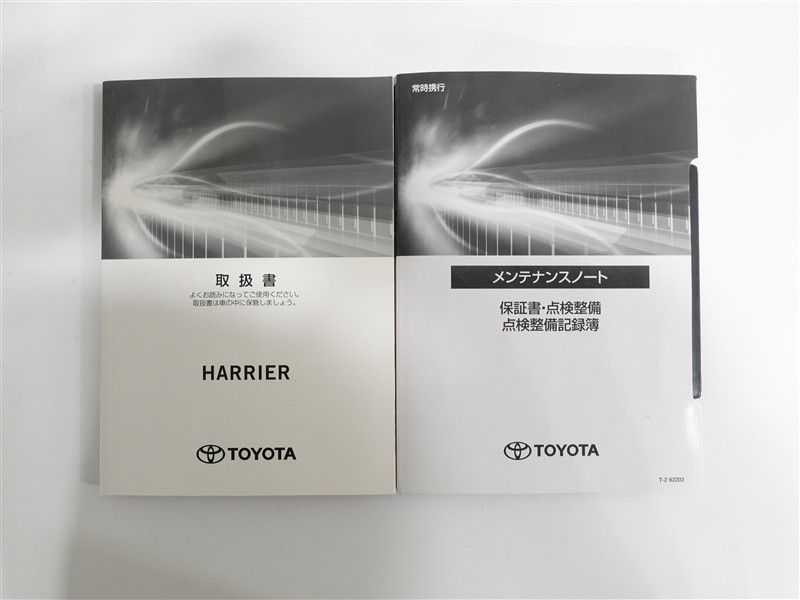 取扱書
よくお読みになってご使用ください。
取扱書は車の中に保管しましょう。
HARRIER
TOYOTA
常時携行
メンテナンスノート
保証書・点検整備
点検整備記録簿
TOYOTA
T-2 62202